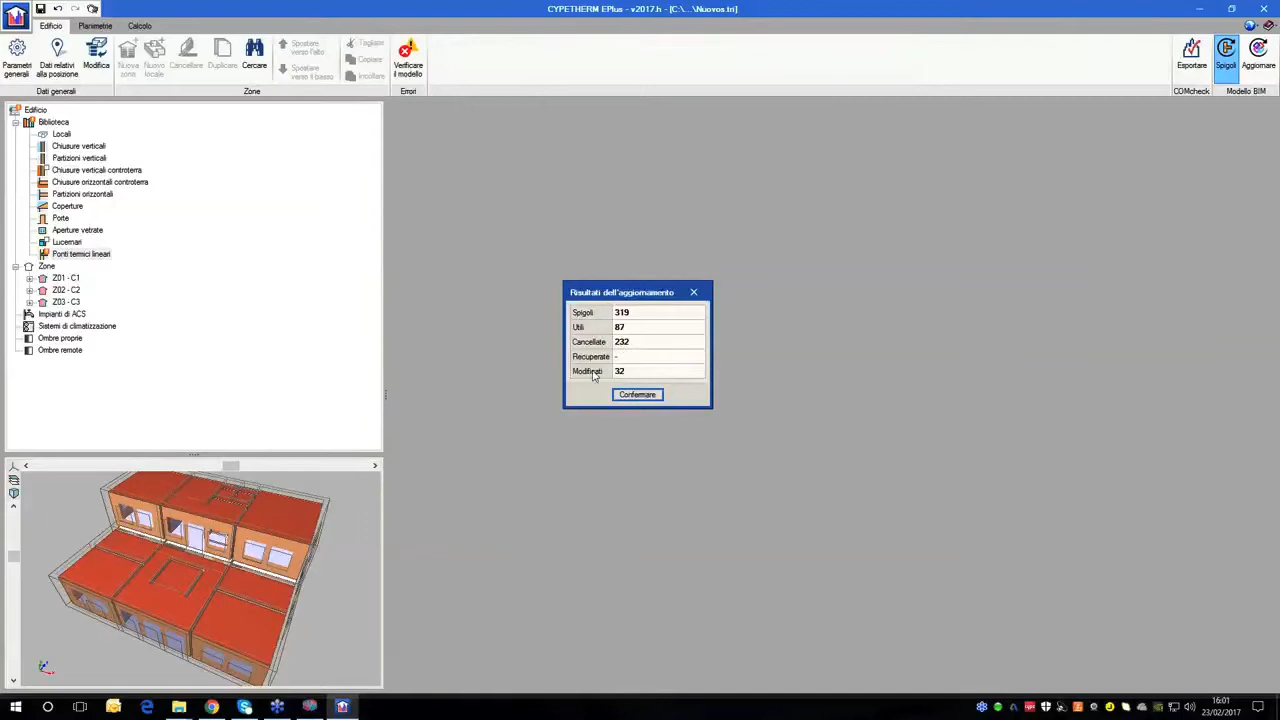 CYPETHERM EPlus - v2017.h - [C:\...\Nuovos.tri]
Edificio Planimetrie Calcolo
Parametri generali
Dati relativi alla posizione
Modifica
Nuova zona
Nuovo locale
Cancellare
Duplicare
Cercare
Spostare verso l'alto
Spostare verso il basso
Tagliare
Copiare
Incollare
Verificare il modello
Esportare
Spigoli
Aggiornare
Dati generali
Zone
Errori
COMcheck
Modello BIM
Edificio
Biblioteca
Locali
Chiusure verticali
Partizioni verticali
Chiusure verticali controterra
Chiusure orizzontali controterra
Partizioni orizzontali
Coperture
Porte
Aperture vetrate
Lucernari
Ponti termici lineari
Zone
Z01 - C1
Z02 - C2
Z03 - C3
Impianti di ACS
Sistemi di climatizzazione
Ombre proprie
Ombre remote
Risultati dell'aggiornamento
Spigoli 319
Utili 87
Cancellate 232
Recuperate -
Modificati 32
Confermare
16:01
23/02/2017